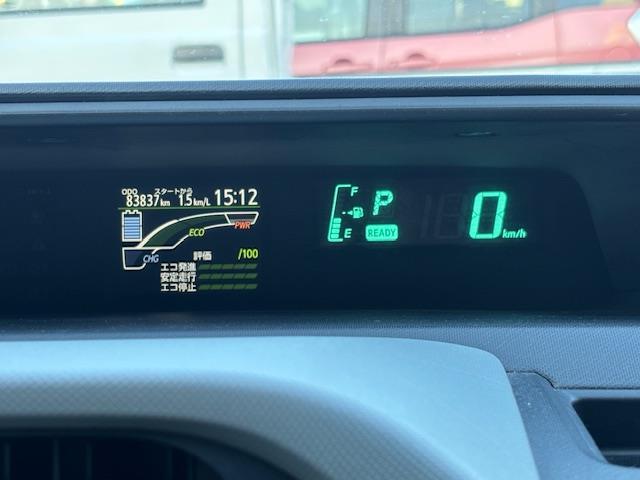 ODO スタートから
83837km 1.5km/L 15:12
ECO PWR
CHG 評価 /100
エコ発進
安定走行
エコ停止
F
P
E READY
0 km/h